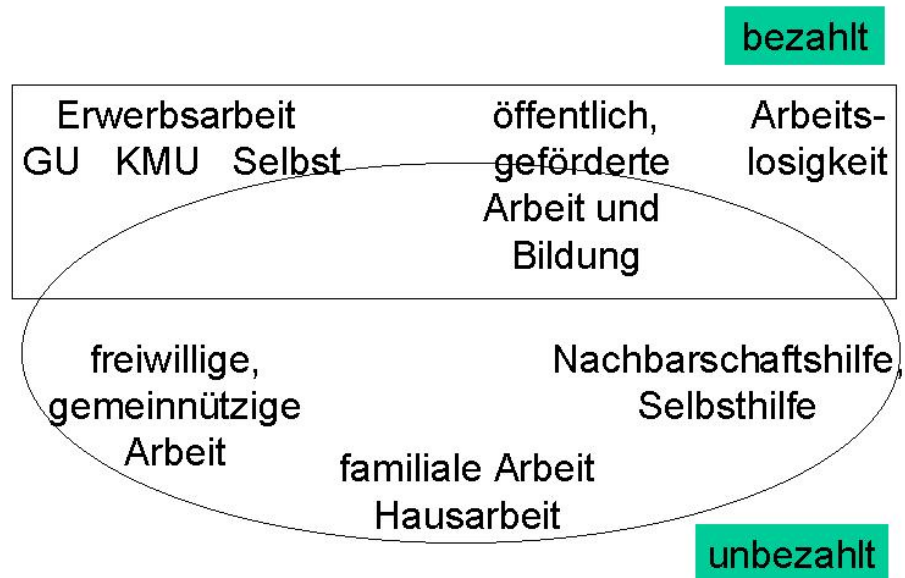 bezahlt
Erwerbsarbeit
GU KMU Selbst
öffentlich,
geförderte
Arbeit und
Bildung
Arbeits-
losigkeit
freiwillige,
gemeinnützige
Arbeit
Nachbarschaftshilfe,
Selbsthilfe
familiale Arbeit
Hausarbeit
unbezahlt